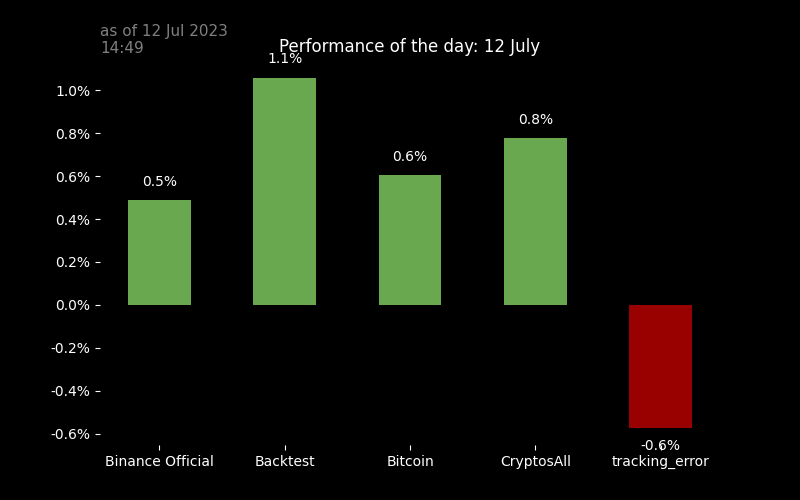 as of 12 Jul 2023
14:49
Performance of the day: 12 July
1.1%
1.0%
0.8%
0.8%
0.6%
0.6%
0.5%
0.4%
0.2%
0.0%
-0.2%
-0.4%
-0.6%
-0.6%
Binance Official
Backtest
Bitcoin
CryptosAll
tracking_error